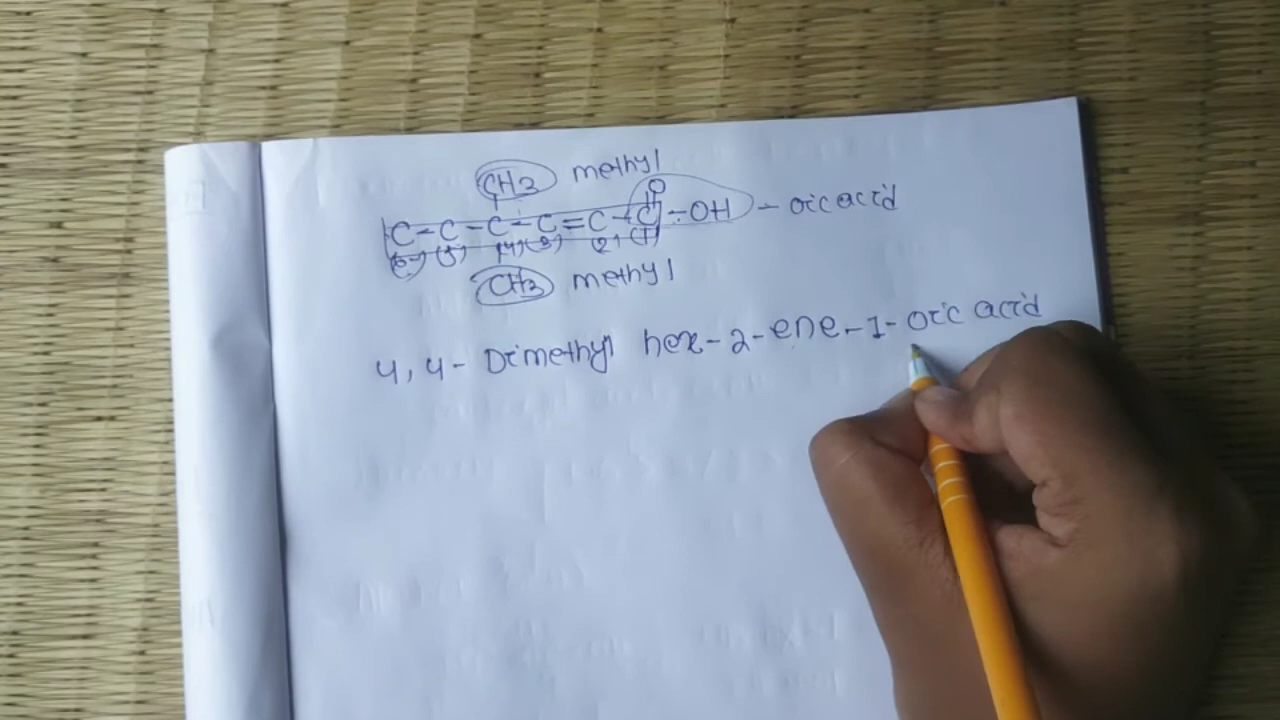 CH3 methyl
O
C-C-C-C=C-C-OH - oic acid
(6) (5) (4) (3) (2) (1)
CH3 methyl
4,4- Dimethyl hex-2-ene-1-oic acid